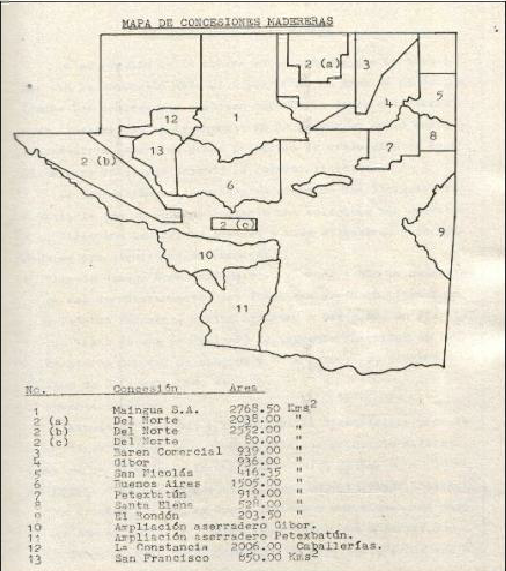 MAPA DE CONCESIONES MADERERAS
2 (a)
3
4
5
12
1
13
7
8
2 (b)
6
2 (c)
9
10
11
No. Concesión Area
1 Maingua S.A. 2768.50 Kms2
2 (a) Del Norte 2038.00 "
2 (b) Del Norte 2552.00 "
2 (c) Del Norte 80.00 "
3 Baren Comercial 939.00 "
4 Gibor 936.00 "
5 San Nicolás 416.35 "
6 Buenos Aires 1505.00 "
7 Petexbatún 919.00 "
8 Santa Elena 528.00 "
9 El Rondón 203.50 "
10 Ampliación aserradero Gibor.
11 Ampliación aserradero Petexbatún.
12 La Constancia 2006.00 Caballerías.
13 San Francisco 850.00 Kms2